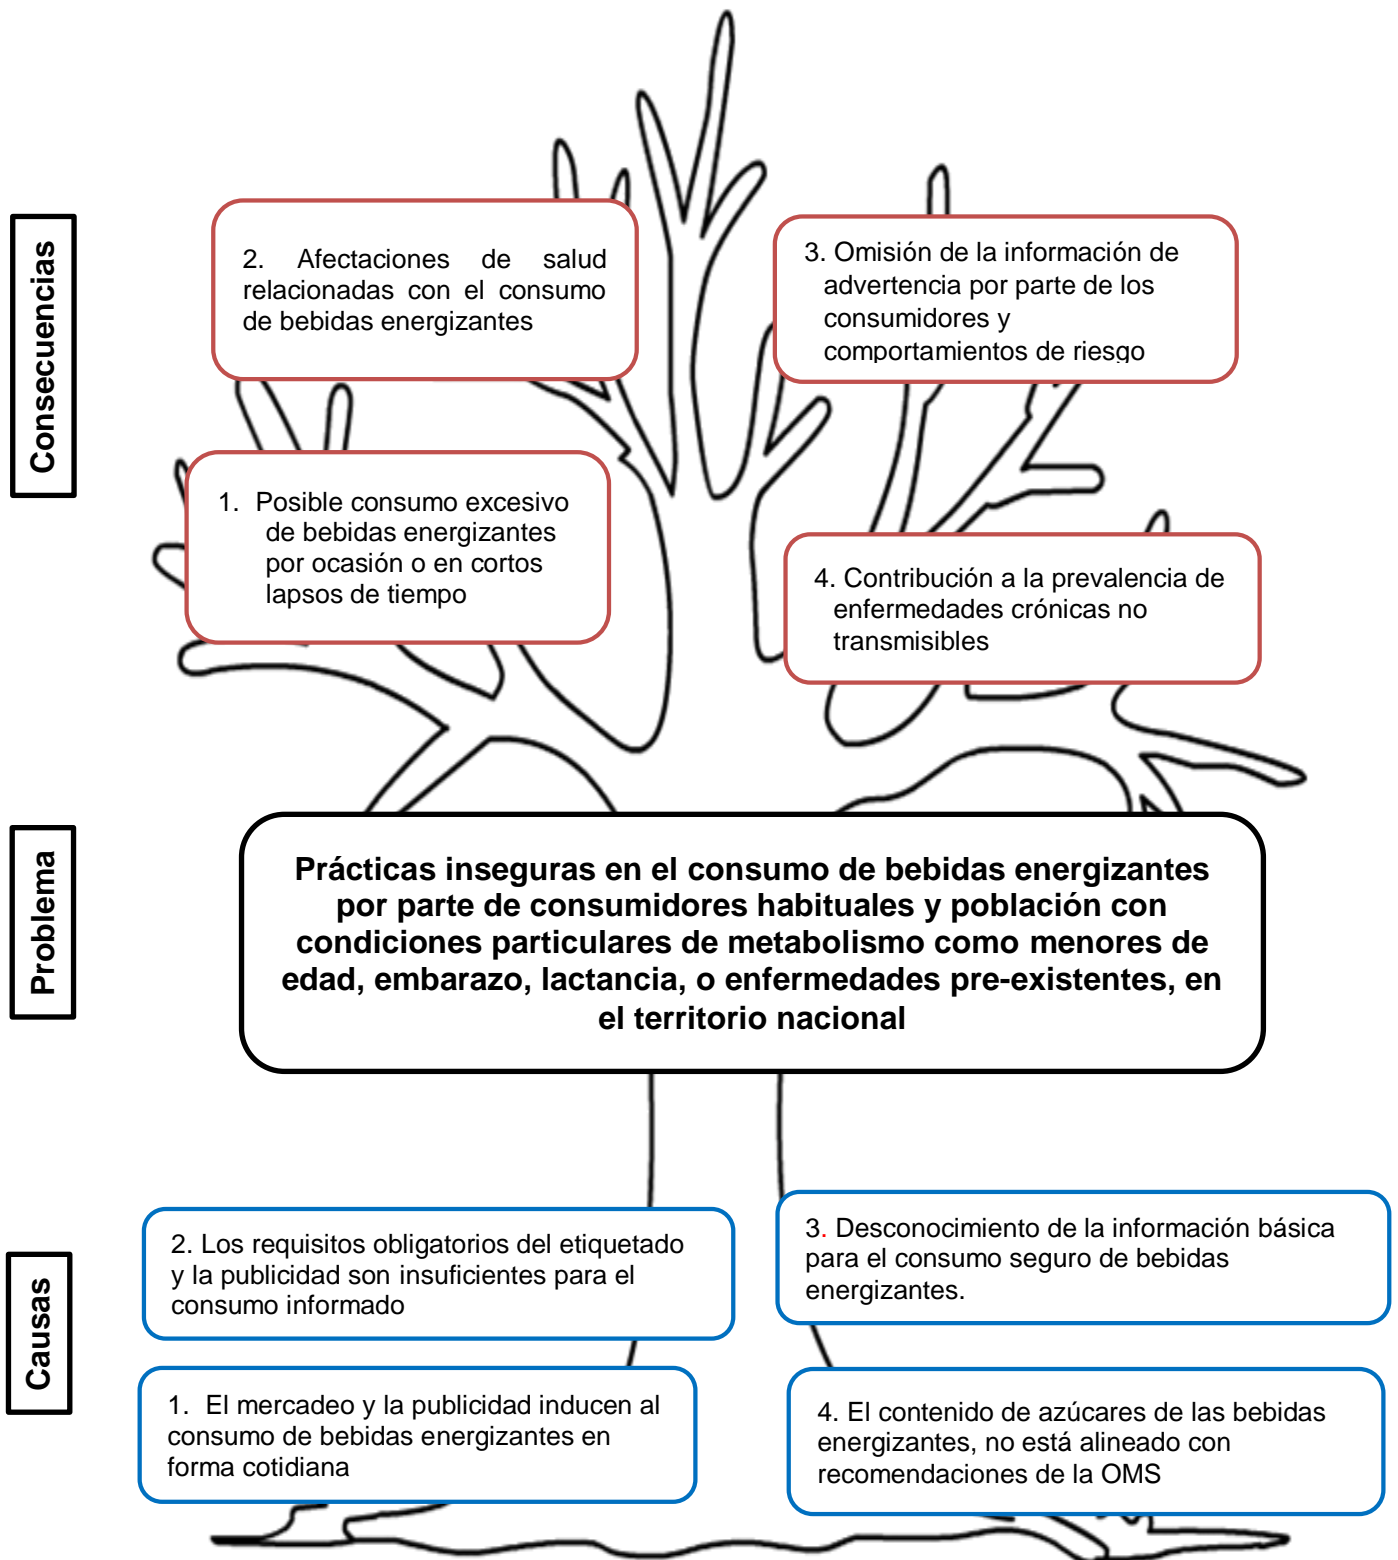 Consecuencias
2. Afectaciones de salud
relacionadas con el consumo
de bebidas energizantes
3. Omisión de la información de
advertencia por parte de los
consumidores y
comportamientos de riesgo
1. Posible consumo excesivo
de bebidas energizantes
por ocasión o en cortos
lapsos de tiempo
4. Contribución a la prevalencia de
enfermedades crónicas no
transmisibles
Problema
Prácticas inseguras en el consumo de bebidas energizantes
por parte de consumidores habituales y población con
condiciones particulares de metabolismo como menores de
edad, embarazo, lactancia, o enfermedades pre-existentes, en
el territorio nacional
Causas
2. Los requisitos obligatorios del etiquetado
y la publicidad son insuficientes para el
consumo informado
3. Desconocimiento de la información básica
para el consumo seguro de bebidas
energizantes.
1. El mercadeo y la publicidad inducen al
consumo de bebidas energizantes en
forma cotidiana
4. El contenido de azúcares de las bebidas
energizantes, no está alineado con
recomendaciones de la OMS